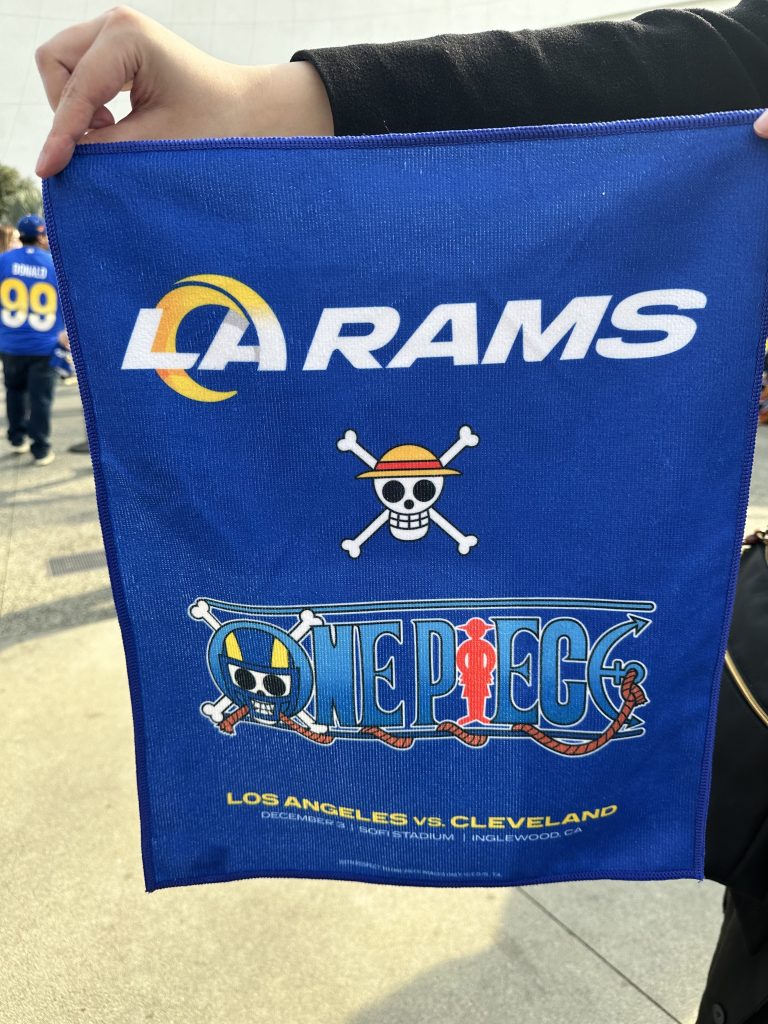 DONALD
99
LA RAMS
ONE PIECE
LOS ANGELES VS. CLEVELAND
DECEMBER 3 | SOFI STADIUM | INGLEWOOD, CA